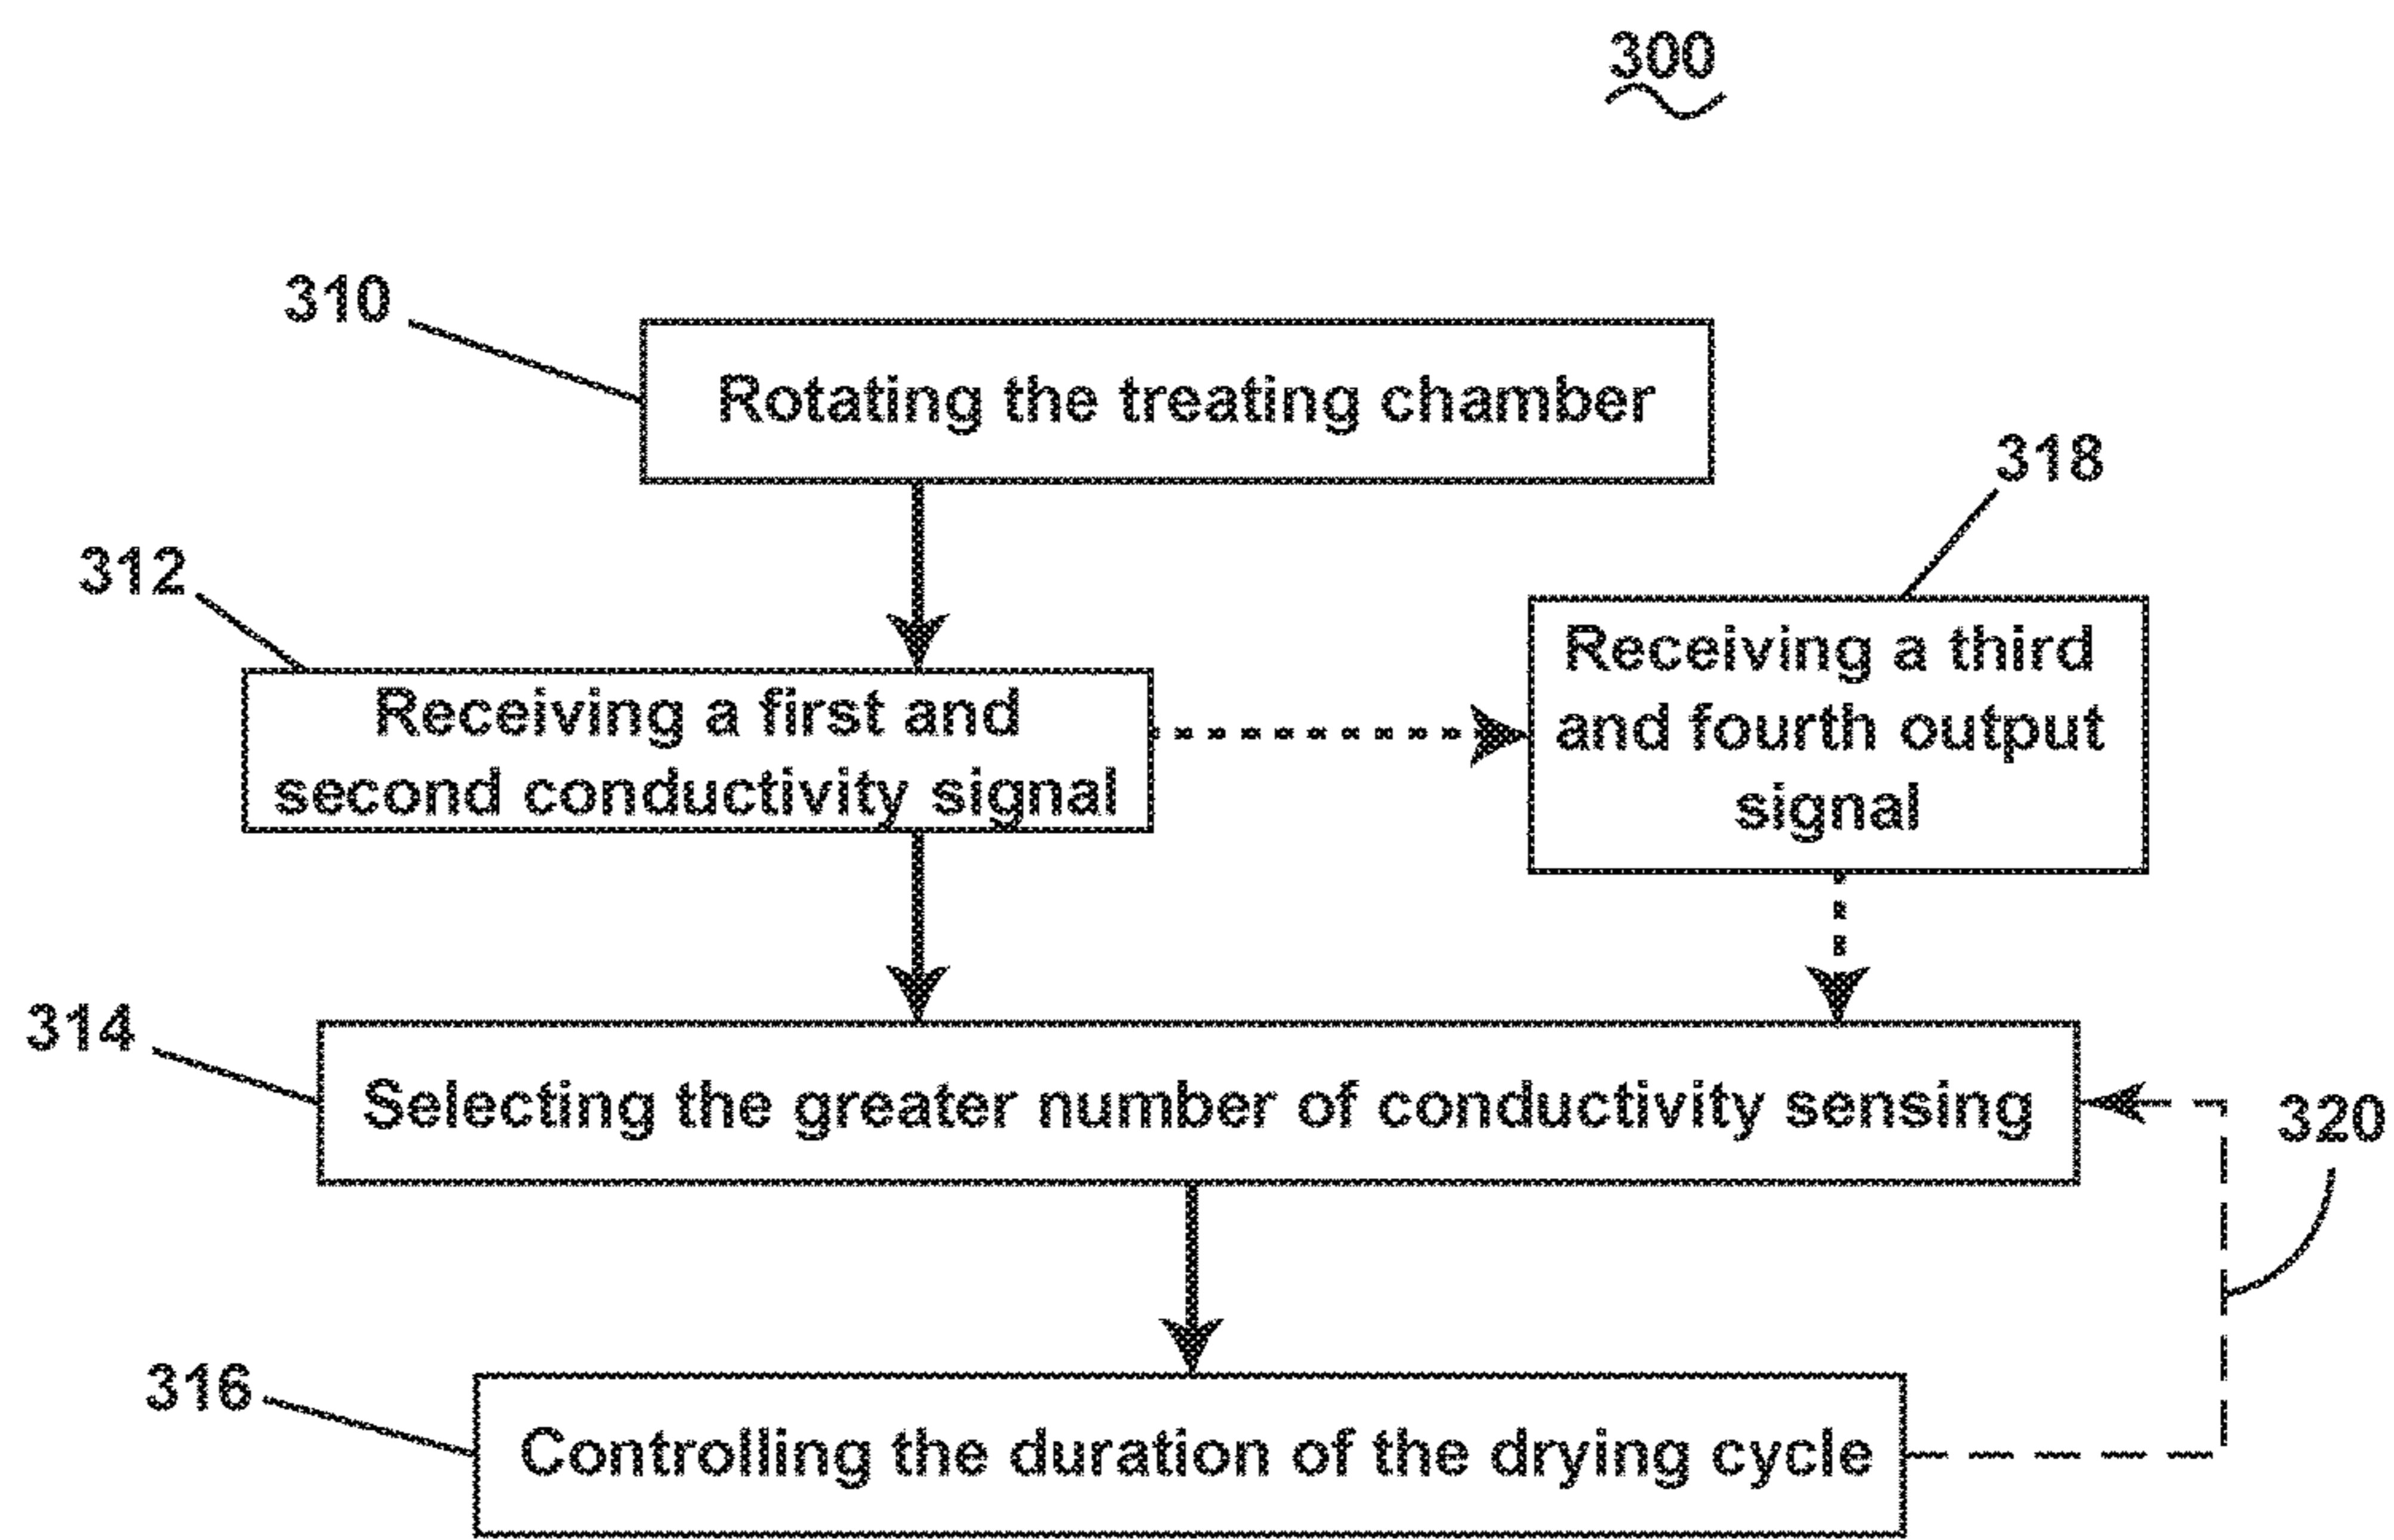 300
310
Rotating the treating chamber
318
312
Receiving a first and
second conductivity signal
Receiving a third
and fourth output
signal
314
Selecting the greater number of conductivity sensing
320
316
Controlling the duration of the drying cycle